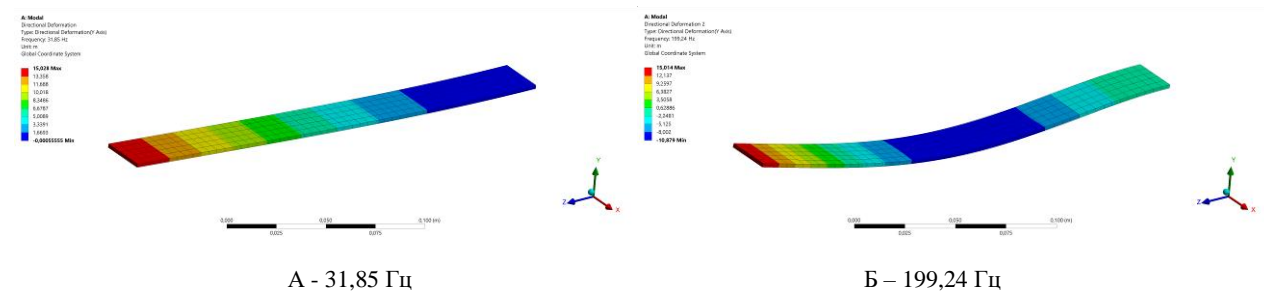 A: Modal
Directional Deformation
Type: Directional Deformation(Y Axis)
Frequency: 31,85 Hz
Unit: m
Global Coordinate System
15,028 Max
13,358
11,688
10,018
8,3486
6,6787
5,0089
3,3391
1,6693
-0,00055555 Min
Y
Z
X
0,000
0,050
0,100 (m)
0,025
0,075
A: Modal
Directional Deformation 2
Type: Directional Deformation(Y Axis)
Frequency: 199,24 Hz
Unit: m
Global Coordinate System
15,014 Max
12,137
9,2597
6,3827
3,5058
0,62886
-2,2481
-5,125
-8,002
-10,879 Min
Y
Z
X
0,000
0,050
0,100 (m)
0,025
0,075
А - 31,85 Гц
Б – 199,24 Гц